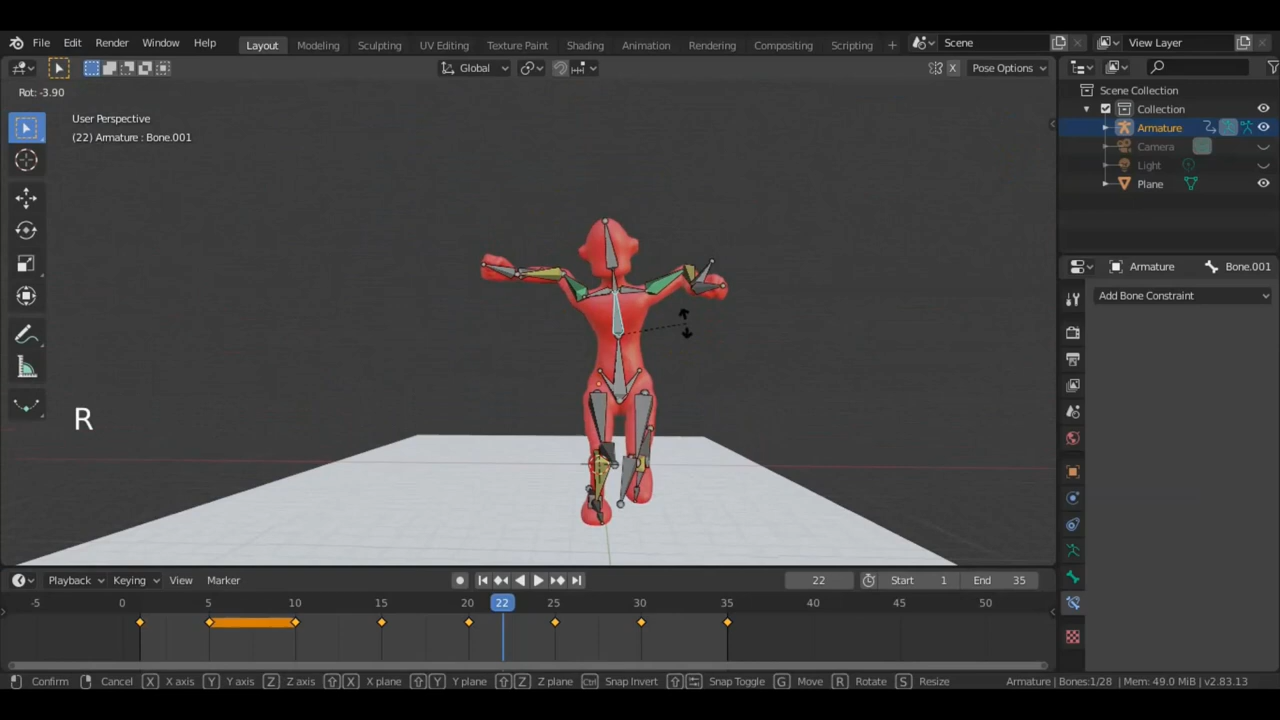 File Edit Render Window Help Layout Modeling Sculpting UV Editing Texture Paint Shading Animation Rendering Compositing Scripting + Scene View Layer
Global X Pose Options
Rot: -3.90
User Perspective
(22) Armature : Bone.001
Scene Collection
Collection
Armature
Camera
Light
Plane
Armature Bone.001
Add Bone Constraint
R
Playback Keying View Marker 22 Start 1 End 35
-5 0 5 10 15 20 22 25 30 35 40 45 50
Confirm Cancel X X axis Y Y axis Z Z axis X X plane Y Y plane Z Z plane Ctrl Snap Invert Snap Toggle G Move R Rotate S Resize Armature | Bones:1/28 | Mem: 49.0 MiB | v2.83.13